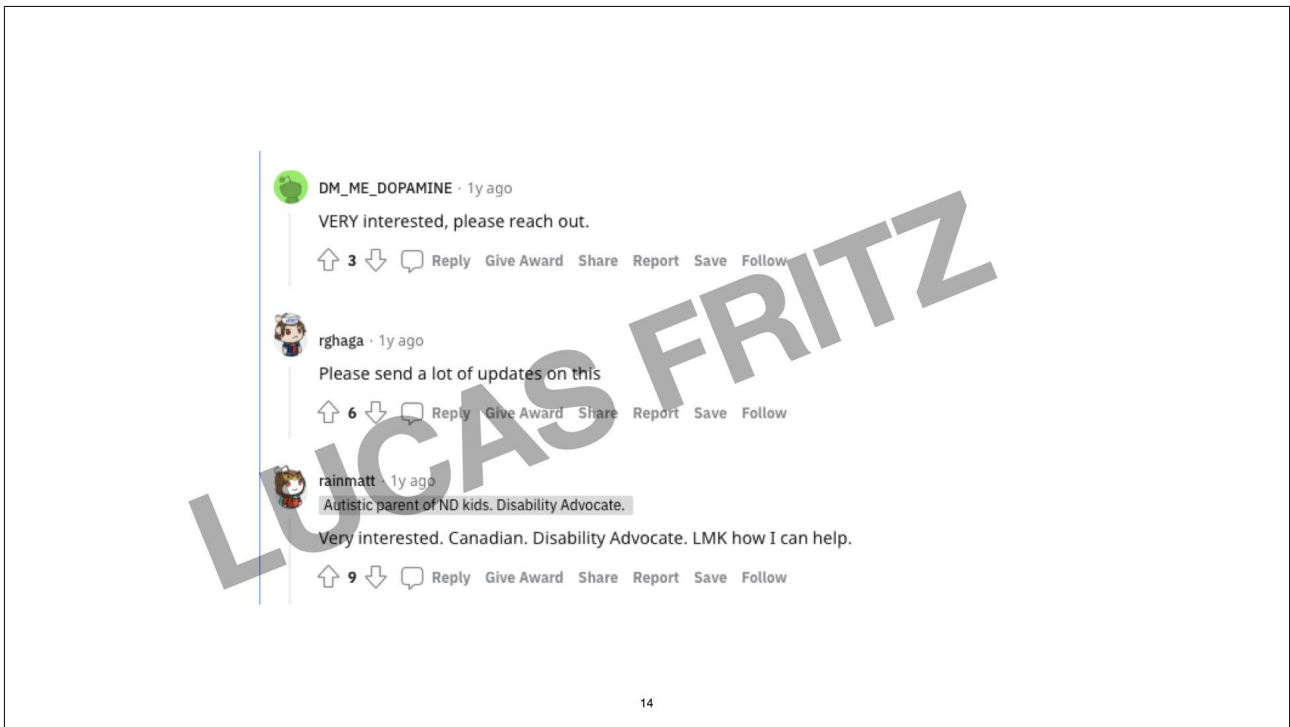 DM_ME_DOPAMINE · 1y ago
VERY interested, please reach out.
3 Reply Give Award Share Report Save Follow
rghaga · 1y ago
Please send a lot of updates on this
6 Reply Give Award Share Report Save Follow
rainmatt · 1y ago
Autistic parent of ND kids. Disability Advocate.
Very interested. Canadian. Disability Advocate. LMK how I can help.
9 Reply Give Award Share Report Save Follow
LUCAS FRITZ
14